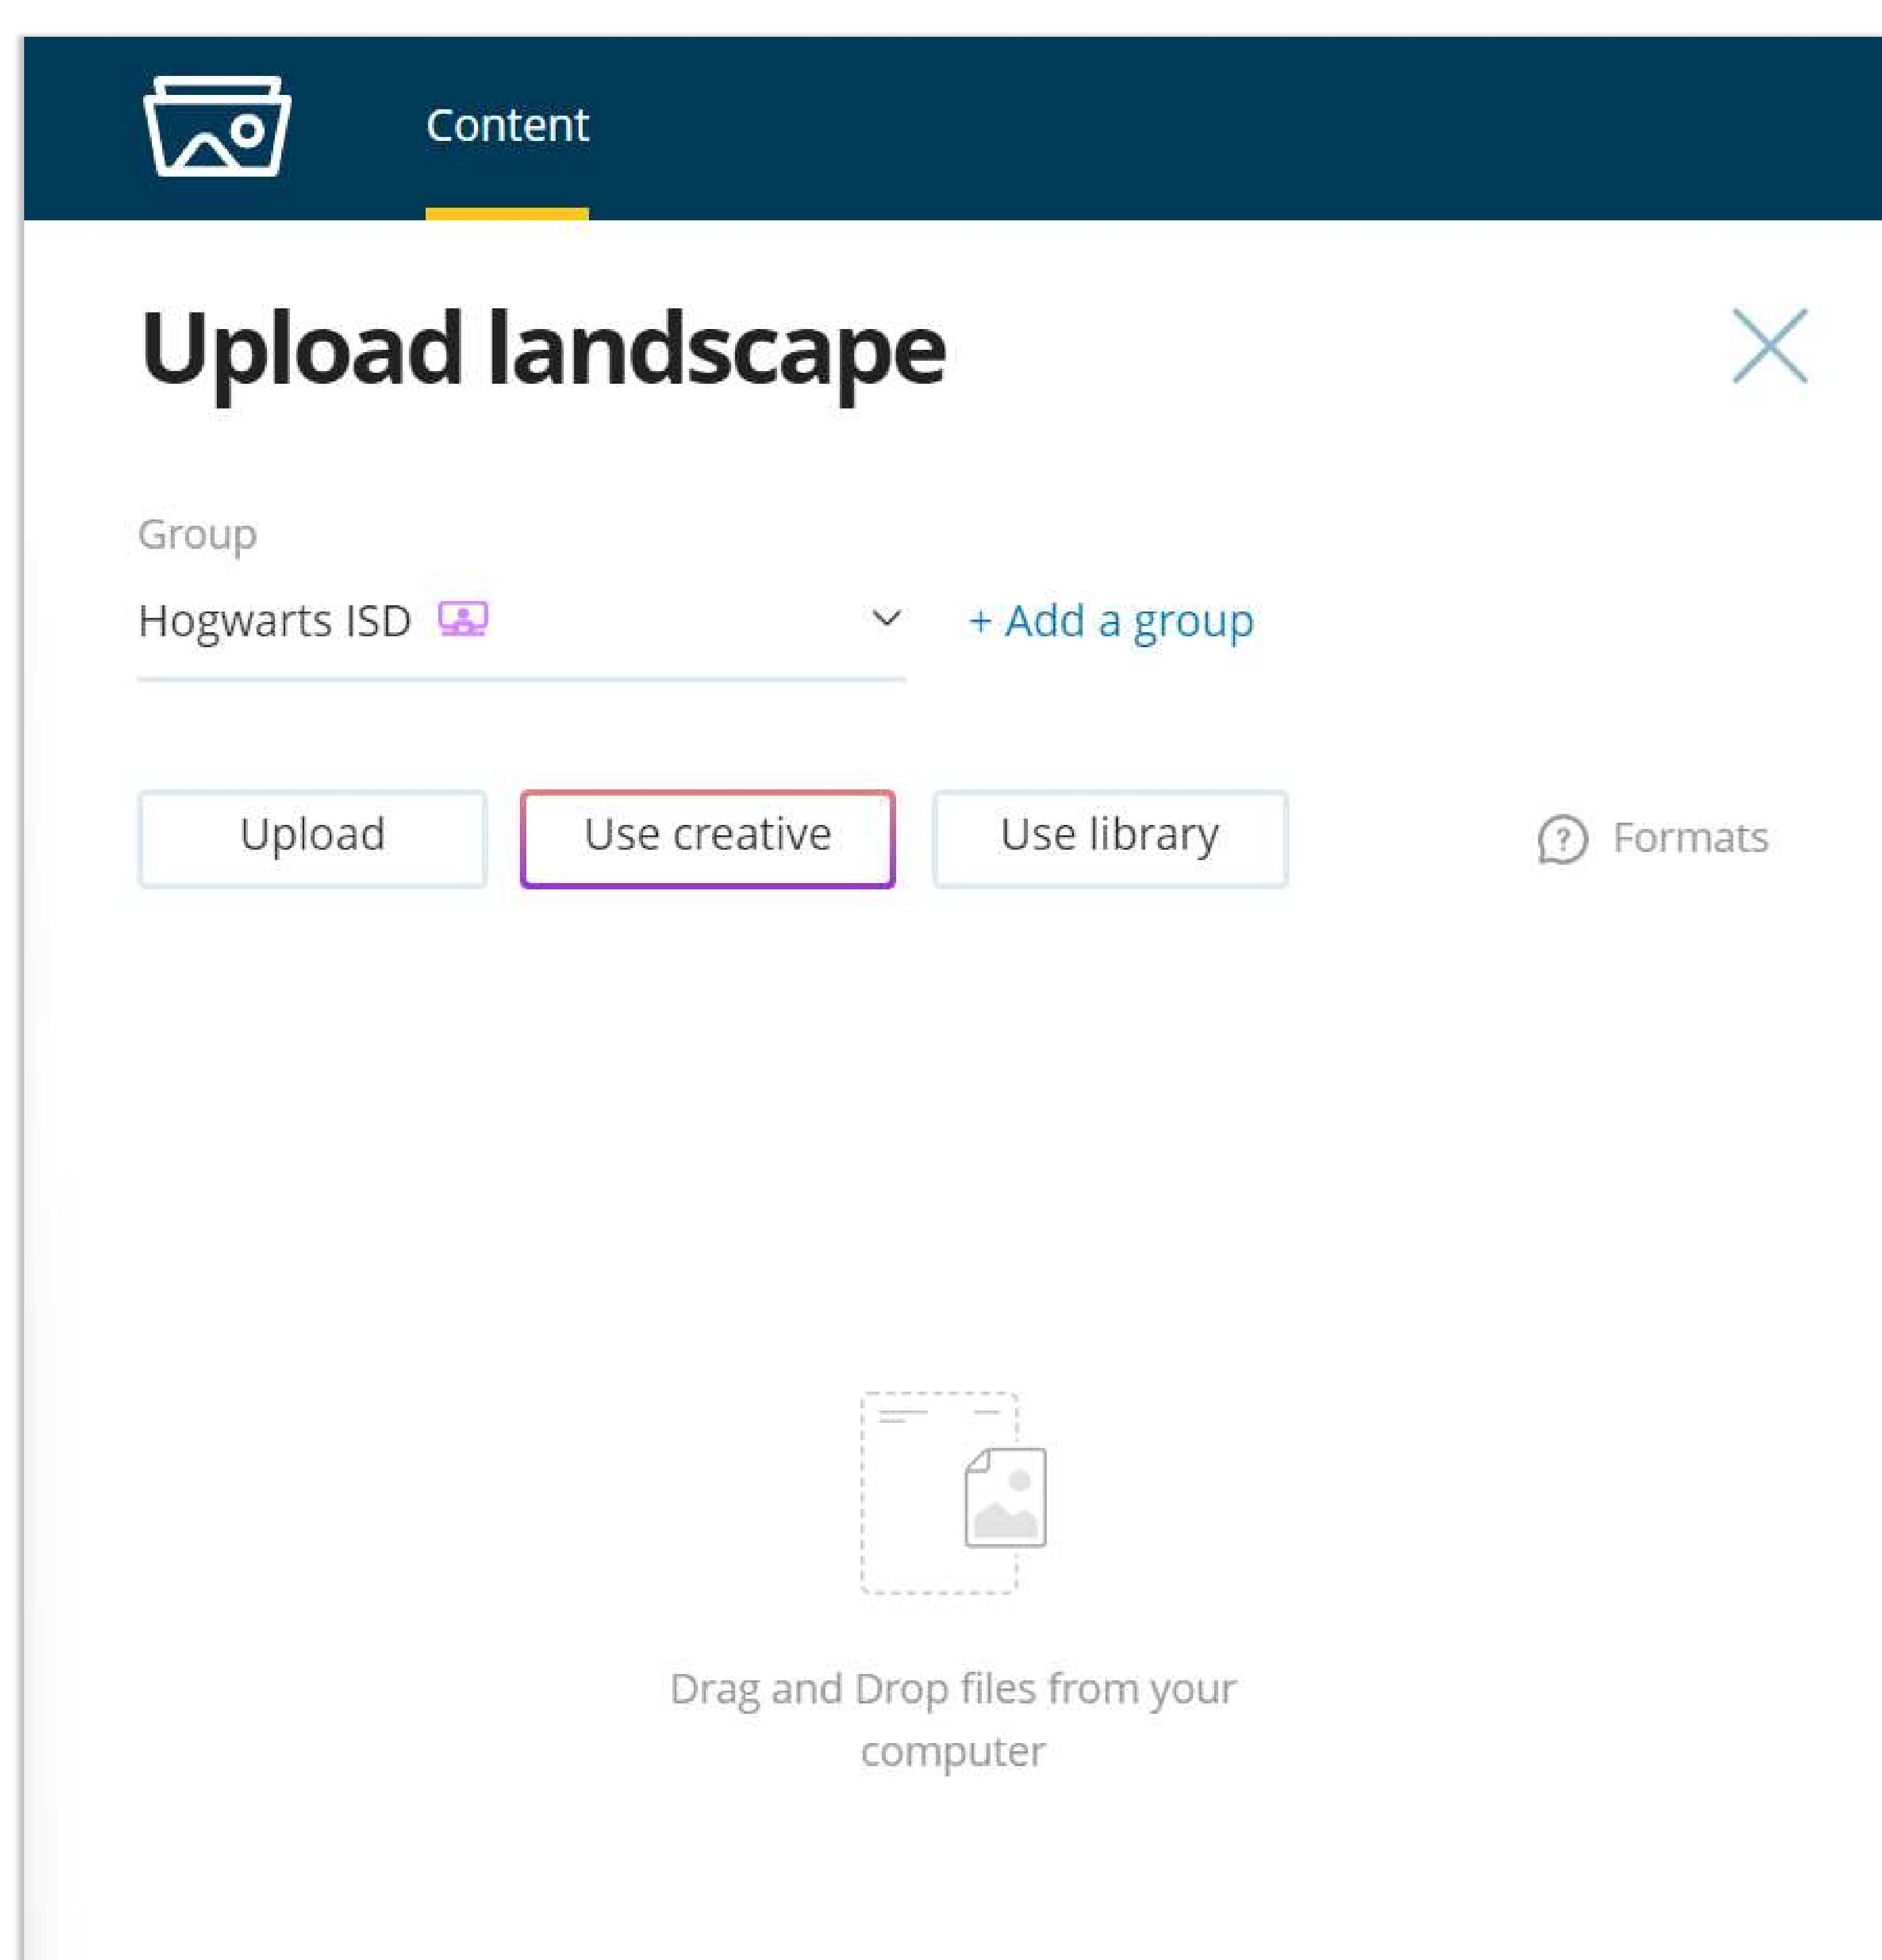 Content
Upload landscape
Group
Hogwarts ISD
+ Add a group
Upload
Use creative
Use library
Formats
Drag and Drop files from your
computer